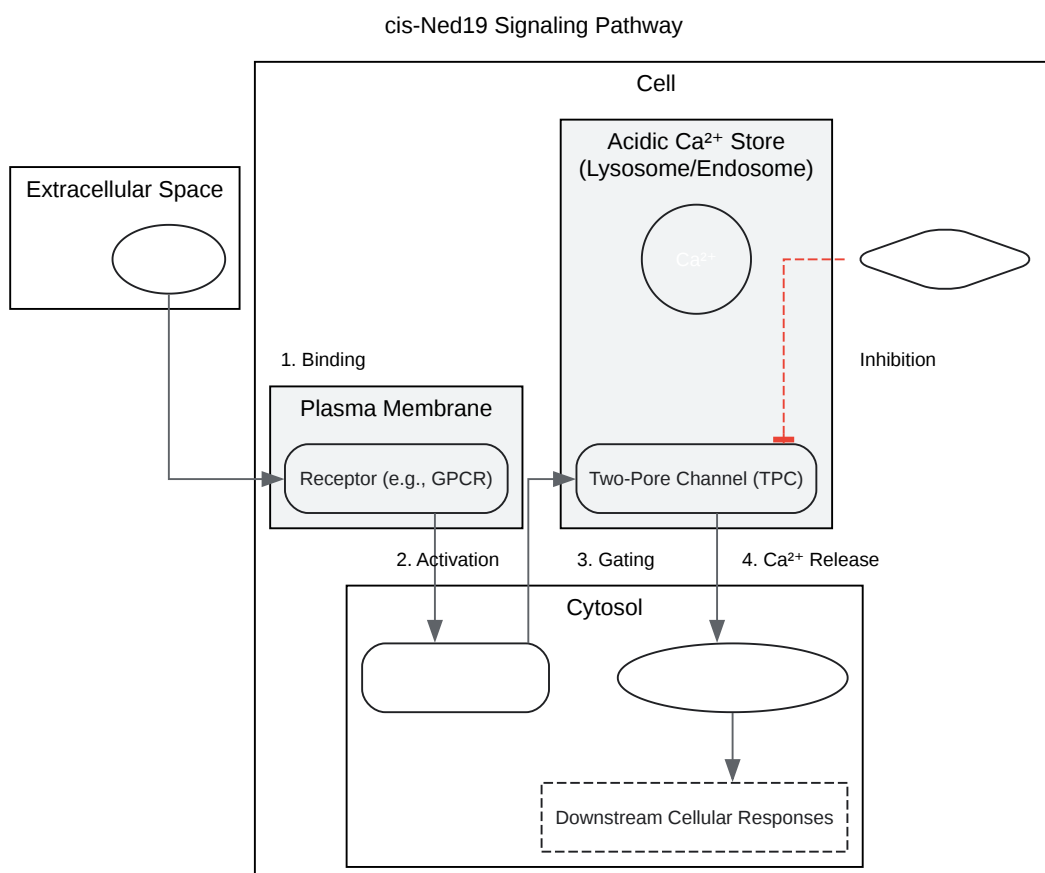 cis-Ned19 Signaling Pathway
Cell
Acidic Ca²⁺ Store
(Lysosome/Endosome)
Extracellular Space
Ca²⁺
1. Binding
Inhibition
Plasma Membrane
Receptor (e.g., GPCR)
Two-Pore Channel (TPC)
2. Activation
3. Gating
4. Ca²⁺ Release
Cytosol
Downstream Cellular Responses